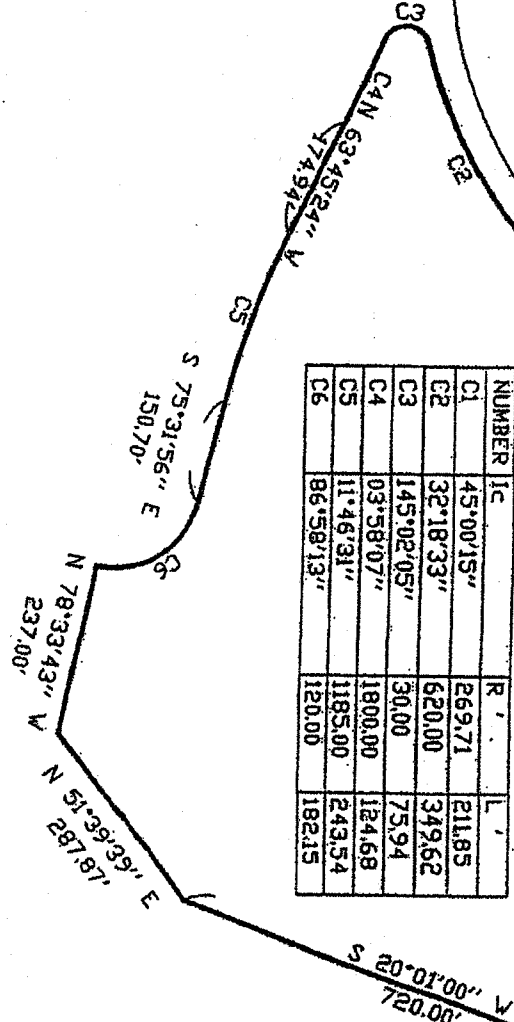 C3
C4
N 63°45'24" W
174.94'
C2
C5
S 75°31'56" E
150.70'
C6
N 78°33'43" W
237.00'
N 51°39'39" E
287.87'
S 20°01'00" W
720.00'
NUMBER Ic R ' L '
C1 45°00'15" 269.71 211.85
C2 32°18'33" 620.00 349.62
C3 145°02'05" 30.00 75.94
C4 03°58'07" 1800.00 124.68
C5 11°46'31" 1185.00 243.54
C6 86°58'13" 120.00 182.15